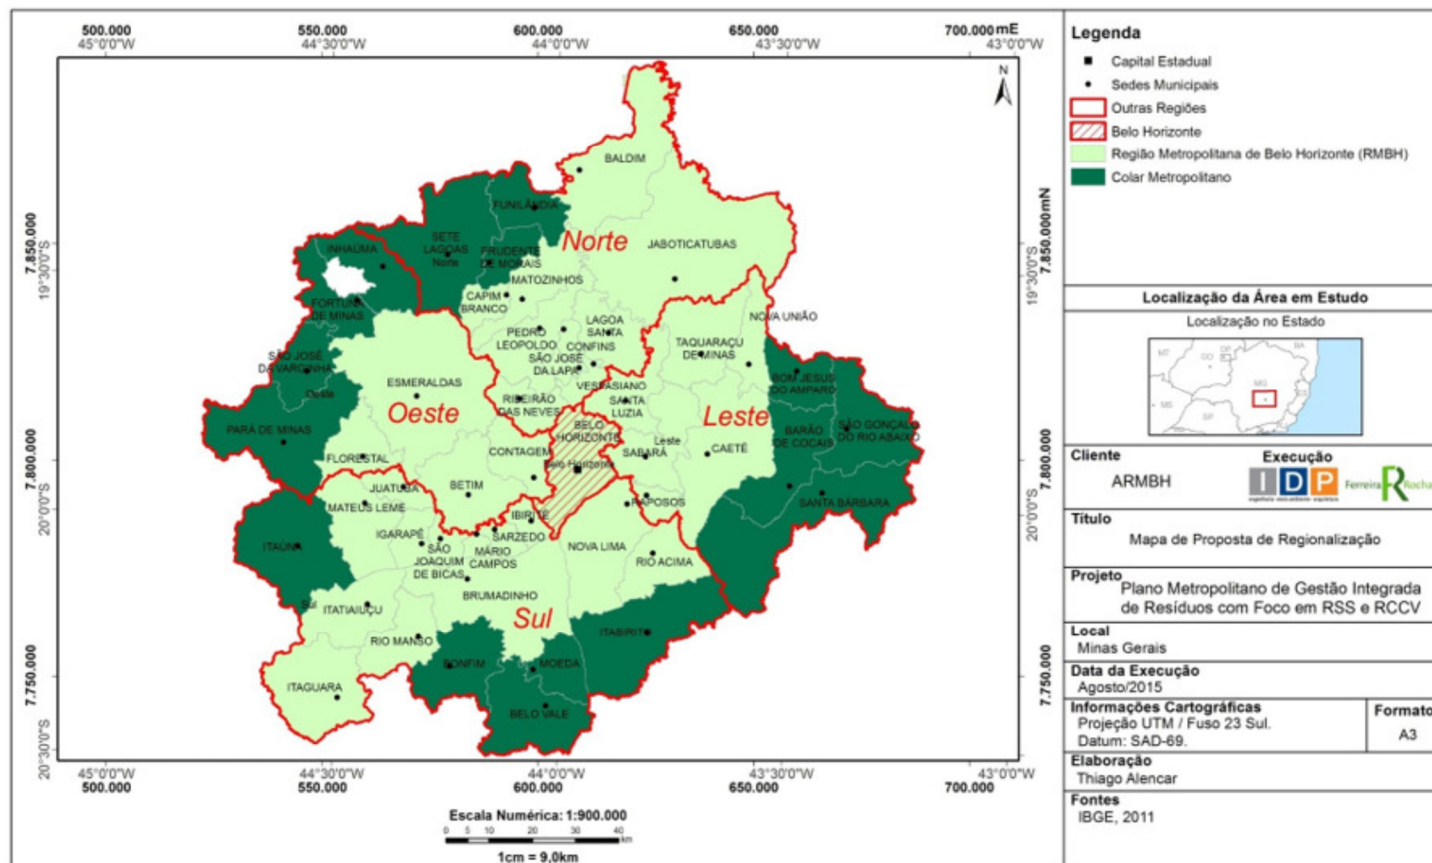 500.000
550.000
600.000
650.000
700.000 mE
45°0'0"W
44°30'0"W
44°0'0"W
43°30'0"W
43°0'0"W
7.850.000
19°30'0"S
7.800.000
20°0'0"S
7.750.000
20°30'0"S
7.850.000 mN
19°30'0"S
7.800.000
20°0'0"S
7.750.000
N
BALDIM
FUNILÂNDIA
Norte
SETE
LAGOAS
Norte
INHAÚMA
PRUDENTE
DE MORAIS
JABOTICATUBAS
MATOZINHOS
CAPIM
BRANCO
FORTUNA
DE MINAS
NOVA UNIÃO
LAGOA
SANTA
PEDRO
LEOPOLDO
CONFINS
TAQUARAÇU
DE MINAS
SÃO JOSÉ
DA VARGINHA
SÃO JOSÉ
DA LAPA
Oeste
ESMERALDAS
VESPASIANO
BOM JESUS
DO AMPARO
Oeste
RIBEIRÃO
DAS NEVES
SANTA
LUZIA
Leste
PARÁ DE MINAS
BELO
HORIZONTE
BARÃO
DE COCAIS
SÃO GONÇALO
DO RIO ABAIXO
Leste
FLORESTAL
CONTAGEM
SABARÁ
CAETÉ
Belo Horizonte
JUATUBA
BETIM
MATEUS LEME
RAPOSOS
SANTA BÁRBARA
IBIRITÉ
IGARAPÉ
SARZEDO
ITAÚNA
SÃO
JOAQUIM
DE BICAS
MÁRIO
CAMPOS
NOVA LIMA
RIO ACIMA
BRUMADINHO
Sul
ITATIAIUÇU
Sul
RIO MANSO
ITABIRITO
BONFIM
MOEDA
ITAGUARA
BELO VALE
45°0'0"W
44°30'0"W
44°0'0"W
43°30'0"W
43°0'0"W
500.000
550.000
600.000
650.000
700.000
Escala Numérica: 1:900.000
0 5 10 20 30 40
km
1cm = 9,0km
Legenda
Capital Estadual
Sedes Municipais
Outras Regiões
Belo Horizonte
Região Metropolitana de Belo Horizonte (RMBH)
Colar Metropolitano
Localização da Área em Estudo
Localização no Estado
MT
GO
DF
BA
MG
MS
ES
SP
Cliente
ARMBH
Execução
IDP
Ferreira Rocha
Título
Mapa de Proposta de Regionalização
Projeto
Plano Metropolitano de Gestão Integrada
de Resíduos com Foco em RSS e RCCV
Local
Minas Gerais
Data da Execução
Agosto/2015
Informações Cartográficas
Projeção UTM / Fuso 23 Sul.
Datum: SAD-69.
Formato
A3
Elaboração
Thiago Alencar
Fontes
IBGE, 2011